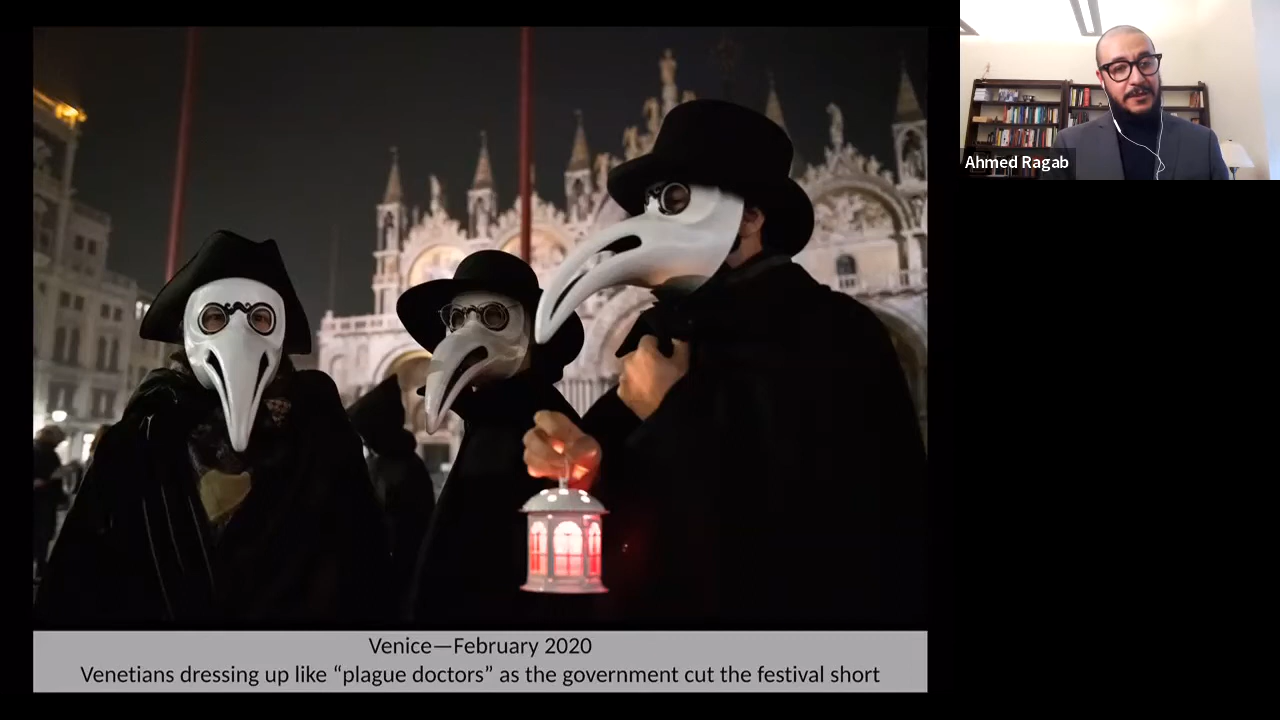 Ahmed Ragab
Venice—February 2020
Venetians dressing up like “plague doctors” as the government cut the festival short